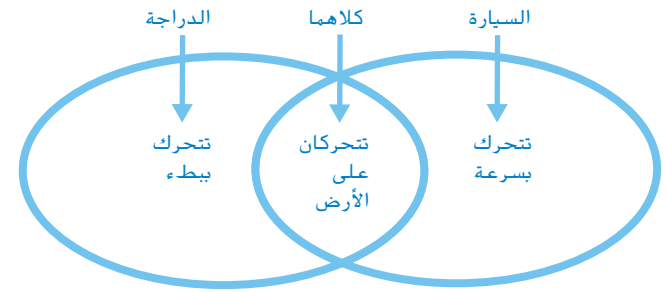 السيارة
كلاهما
الدراجة
تتحرك
بسرعة
تتحركان
على
الأرض
تتحرك
ببطء